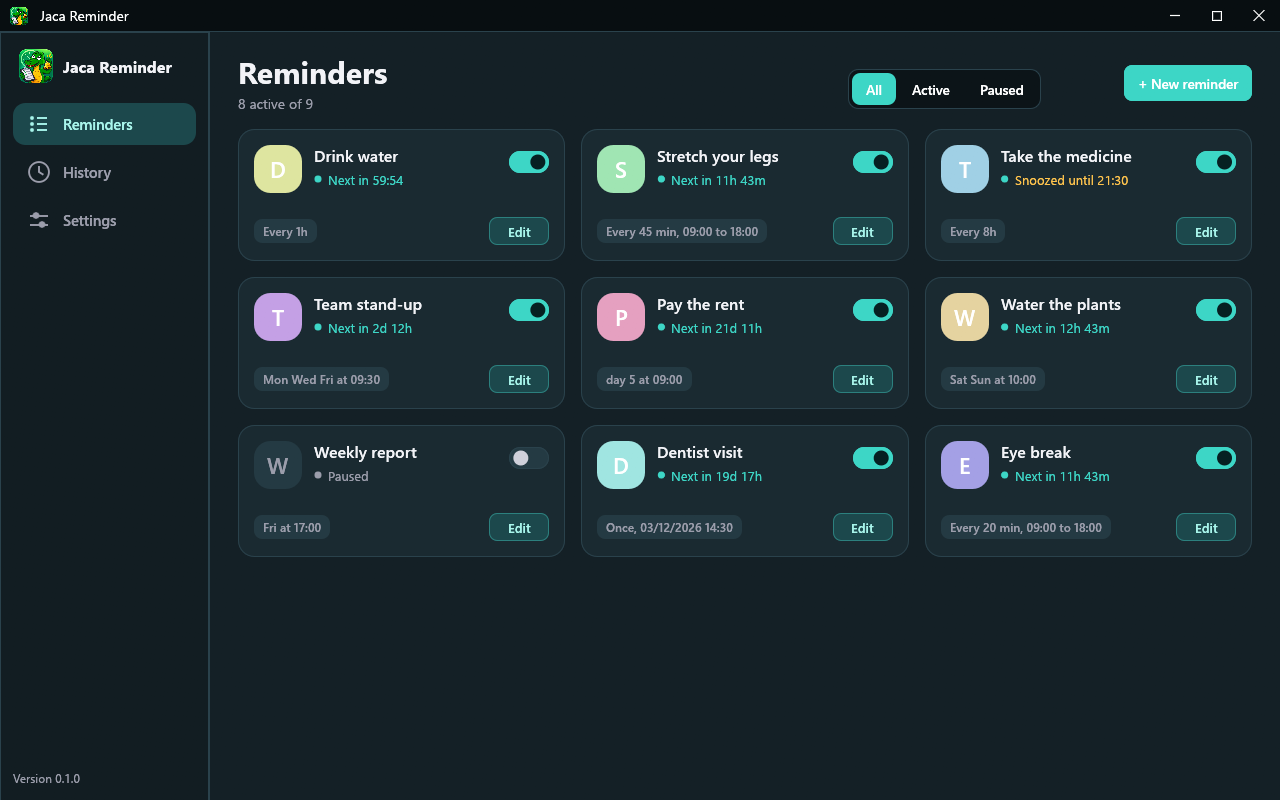 Jaca Reminder
Jaca Reminder
Reminders
History
Settings
Version 0.1.0
Reminders
8 active of 9
All
Active
Paused
+ New reminder
D
Drink water
Next in 59:54
Every 1h
Edit
S
Stretch your legs
Next in 11h 43m
Every 45 min, 09:00 to 18:00
Edit
T
Take the medicine
Snoozed until 21:30
Every 8h
Edit
T
Team stand-up
Next in 2d 12h
Mon Wed Fri at 09:30
Edit
P
Pay the rent
Next in 21d 11h
day 5 at 09:00
Edit
W
Water the plants
Next in 12h 43m
Sat Sun at 10:00
Edit
W
Weekly report
Paused
Fri at 17:00
Edit
D
Dentist visit
Next in 19d 17h
Once, 03/12/2026 14:30
Edit
E
Eye break
Next in 11h 43m
Every 20 min, 09:00 to 18:00
Edit